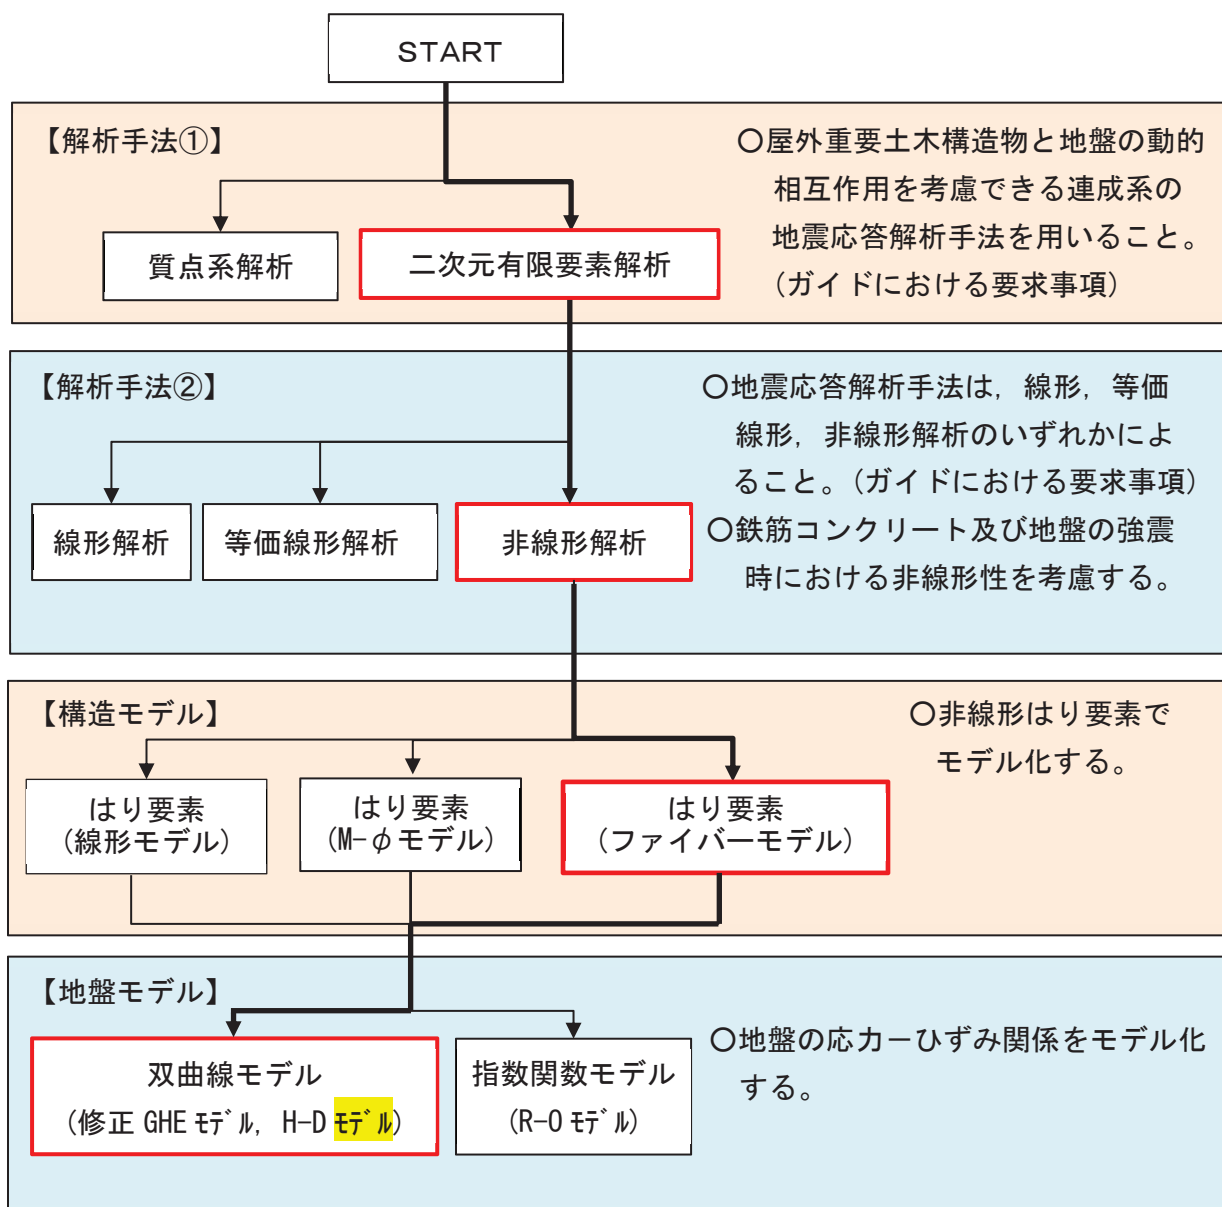 START
【解析手法①】
○屋外重要土木構造物と地盤の動的
相互作用を考慮できる連成系の
地震応答解析手法を用いること。
(ガイドにおける要求事項)
質点系解析
二次元有限要素解析
【解析手法②】
○地震応答解析手法は，線形，等価
線形，非線形解析のいずれかによ
ること。(ガイドにおける要求事項)
○鉄筋コンクリート及び地盤の強震
時における非線形性を考慮する。
線形解析
等価線形解析
非線形解析
【構造モデル】
○非線形はり要素で
モデル化する。
はり要素
(線形モデル)
はり要素
(M-φモデル)
はり要素
(ファイバーモデル)
【地盤モデル】
○地盤の応力－ひずみ関係をモデル化
する。
双曲線モデル
(修正 GHE ﾓﾃﾞﾙ, H-D ﾓﾃﾞﾙ)
指数関数モデル
(R-O ﾓﾃﾞﾙ)